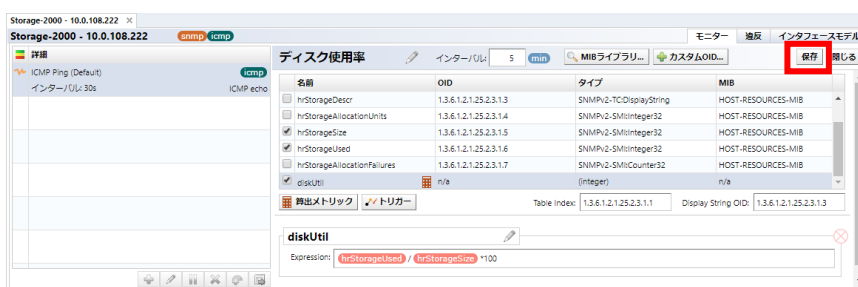 Storage-2000 - 10.0.108.222 ×
Storage-2000 - 10.0.108.222 snmp icmp モニター 違反 インタフェースモデル
詳細
ICMP Ping (Default) icmp
インターバル: 30s ICMP echo
ディスク使用率 インターバル: 5 min MIBライブラリ... カスタムOID... 保存 閉じる
名前 OID タイプ MIB
hrStorageDescr 1.3.6.1.2.1.25.2.3.1.3 SNMPv2-TC:DisplayString HOST-RESOURCES-MIB
hrStorageAllocationUnits 1.3.6.1.2.1.25.2.3.1.4 SNMPv2-SMI:Integer32 HOST-RESOURCES-MIB
hrStorageSize 1.3.6.1.2.1.25.2.3.1.5 SNMPv2-SMI:Integer32 HOST-RESOURCES-MIB
hrStorageUsed 1.3.6.1.2.1.25.2.3.1.6 SNMPv2-SMI:Integer32 HOST-RESOURCES-MIB
hrStorageAllocationFailures 1.3.6.1.2.1.25.2.3.1.7 SNMPv2-SMI:Counter32 HOST-RESOURCES-MIB
diskUtil n/a (integer) n/a
算出メトリック トリガー Table Index: 1.3.6.1.2.1.25.2.3.1.1 Display String OID: 1.3.6.1.2.1.25.2.3.1.3
diskUtil
Expression: hrStorageUsed / hrStorageSize *100